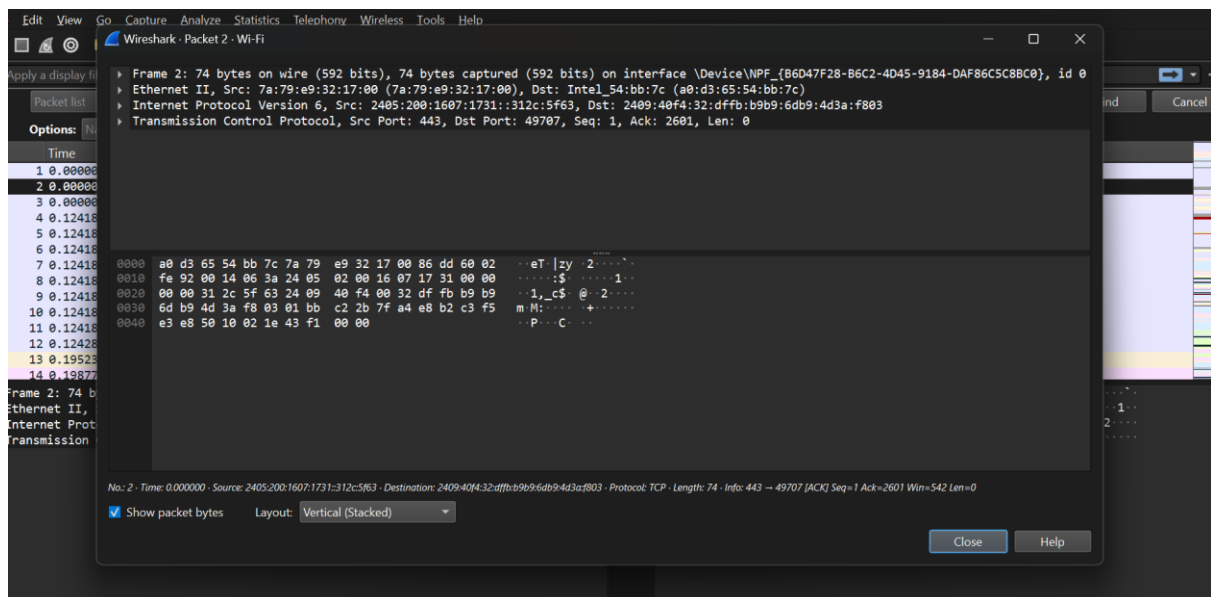 Edit View Go Capture Analyze Statistics Telephony Wireless Tools Help
Wireshark · Packet 2 · Wi-Fi
Apply a display fil
Packet list
Options:
nd
Cancel
Time
1 0.00000
2 0.00000
3 0.00000
4 0.12418
5 0.12418
6 0.12418
7 0.12418
8 0.12418
9 0.12418
10 0.12418
11 0.12418
12 0.12428
13 0.19523
14 0.19877
Frame 2: 74 b
Ethernet II,
Internet Prot
Transmission
Frame 2: 74 bytes on wire (592 bits), 74 bytes captured (592 bits) on interface \Device\NPF_{B6D47F28-B6C2-4D45-9184-DAF86C5C8BC0}, id 0
Ethernet II, Src: 7a:79:e9:32:17:00 (7a:79:e9:32:17:00), Dst: Intel_54:bb:7c (a0:d3:65:54:bb:7c)
Internet Protocol Version 6, Src: 2405:200:1607:1731::312c:5f63, Dst: 2409:40f4:32:dffb:b9b9:6db9:4d3a:f803
Transmission Control Protocol, Src Port: 443, Dst Port: 49707, Seq: 1, Ack: 2601, Len: 0
0000 a0 d3 65 54 bb 7c 7a 79 e9 32 17 00 86 dd 60 02 ··eT·|zy ·2····`·
0010 fe 92 00 14 06 3a 24 05 02 00 16 07 17 31 00 00 ·····:$· ·····1··
0020 00 00 31 2c 5f 63 24 09 40 f4 00 32 df fb b9 b9 ··1,_c$· @··2····
0030 6d b9 4d 3a f8 03 01 bb c2 2b 7f a4 e8 b2 c3 f5 m·M:···· ·+······
0040 e3 e8 50 10 02 1e 43 f1 00 00 ··P···C· ··
No.: 2 · Time: 0.000000 · Source: 2405:200:1607:1731::312c:5f63 · Destination: 2409:40f4:32:dffb:b9b9:6db9:4d3a:f803 · Protocol: TCP · Length: 74 · Info: 443 → 49707 [ACK] Seq=1 Ack=2601 Win=542 Len=0
Show packet bytes
Layout: Vertical (Stacked)
Close
Help